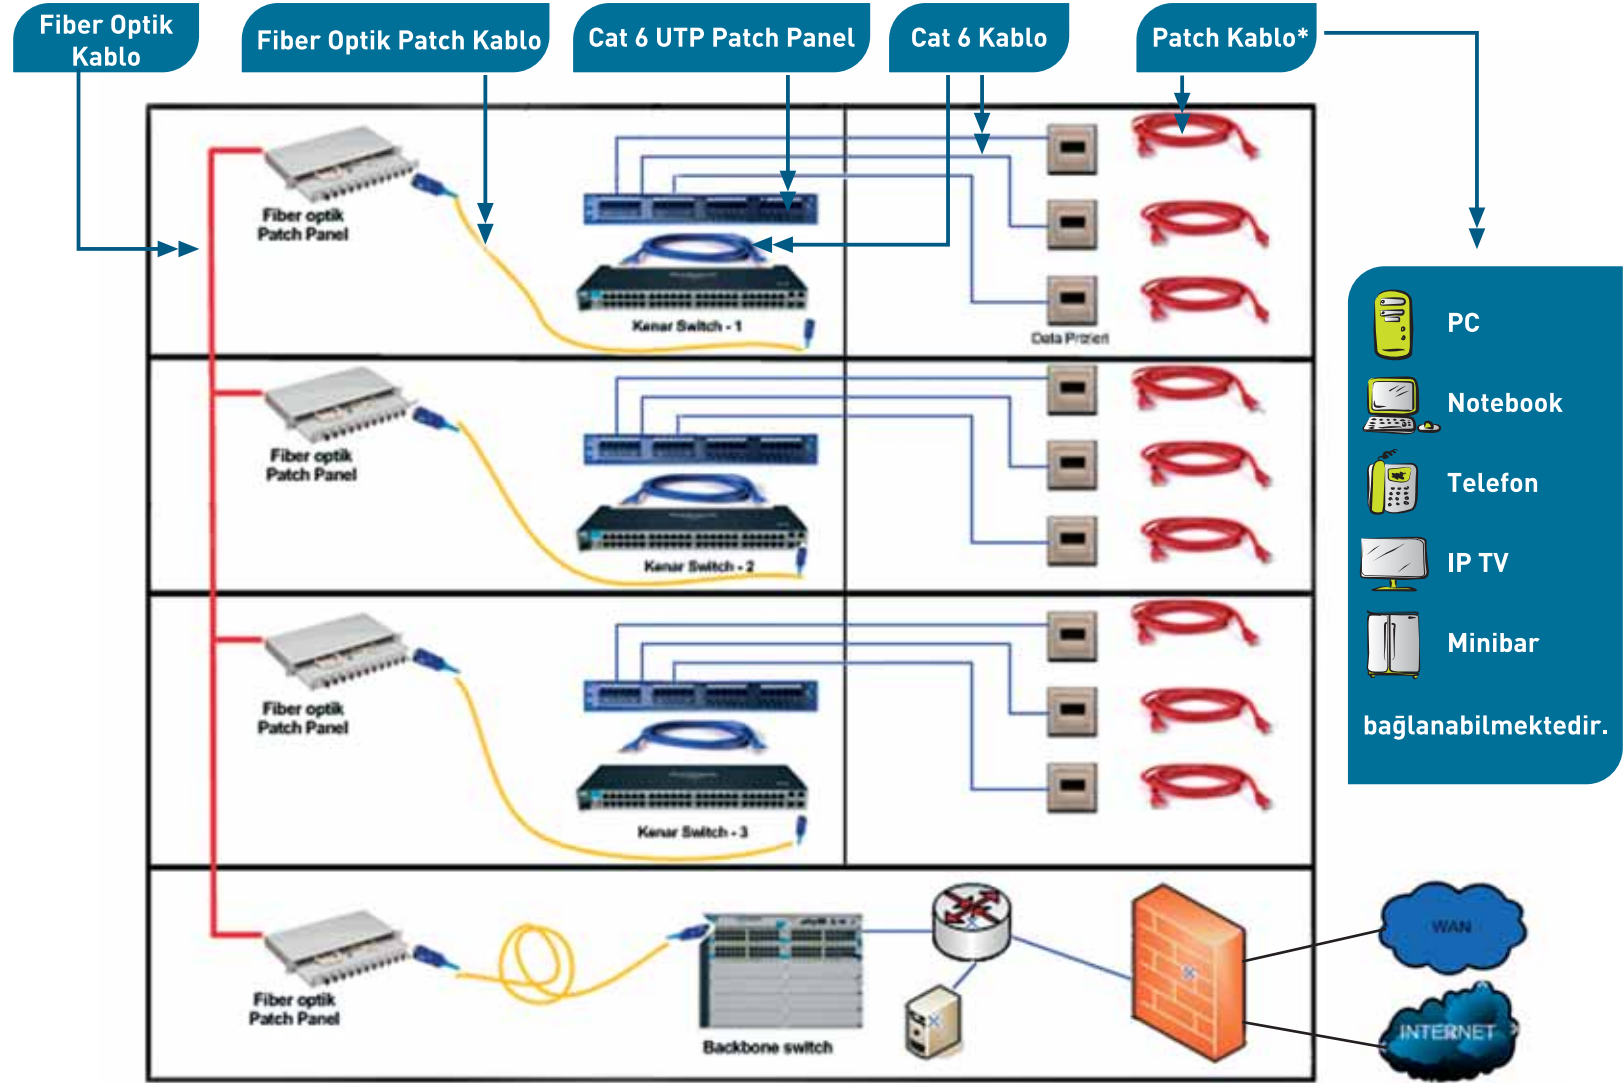 Fiber Optik
Kablo
Fiber Optik Patch Kablo
Cat 6 UTP Patch Panel
Cat 6 Kablo
Patch Kablo*
Fiber optik
Patch Panel
Kenar Switch - 1
Data Prizleri
Fiber optik
Patch Panel
Kenar Switch - 2
Fiber optik
Patch Panel
Kenar Switch - 3
Fiber optik
Patch Panel
Backbone switch
PC
Notebook
Telefon
IP TV
Minibar
bağlanabilmektedir.
WAN
INTERNET